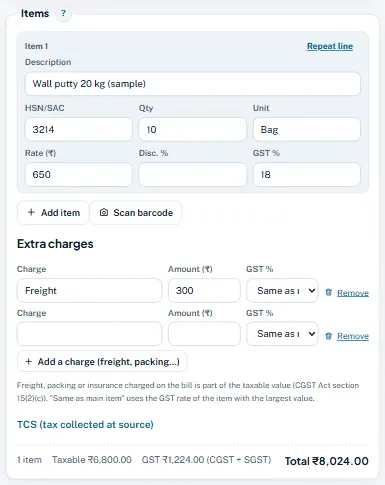 Items ?
Item 1 Repeat line
Description
Wall putty 20 kg (sample)
HSN/SAC Qty Unit
3214 10 Bag
Rate (₹) Disc. % GST %
650 18
+ Add item Scan barcode
Extra charges
Charge Amount (₹) GST %
Freight 300 Same as Remove
Charge Amount (₹) GST %
Same as Remove
+ Add a charge (freight, packing...)
Freight, packing or insurance charged on the bill is part of the taxable value (CGST Act section
15(2)(c)). "Same as main item" uses the GST rate of the item with the largest value.
TCS (tax collected at source)
1 item Taxable ₹6,800.00 GST ₹1,224.00 (CGST + SGST) Total ₹8,024.00